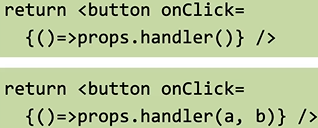 return <button onClick=
{()=>props.handler()} />
return <button onClick=
{()=>props.handler(a, b)} />